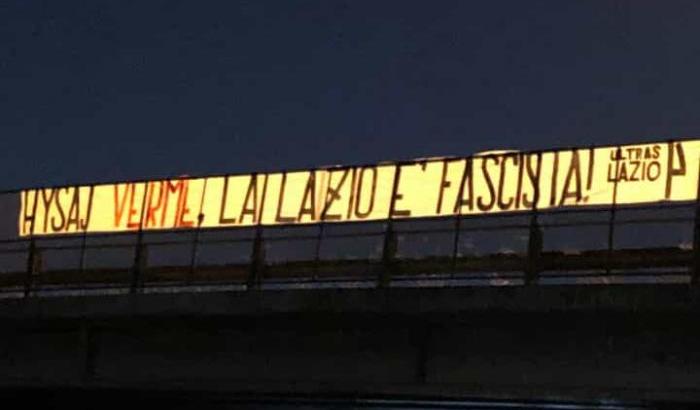 HYSAJ VERME, LA LAZIO E' FASCISTA!
ULTRAS
LAZIO
P